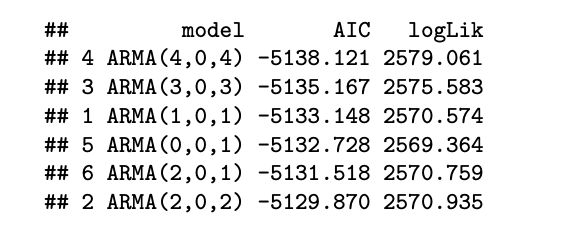 ## model AIC logLik
## 4 ARMA(4,0,4) -5138.121 2579.061
## 3 ARMA(3,0,3) -5135.167 2575.583
## 1 ARMA(1,0,1) -5133.148 2570.574
## 5 ARMA(0,0,1) -5132.728 2569.364
## 6 ARMA(2,0,1) -5131.518 2570.759
## 2 ARMA(2,0,2) -5129.870 2570.935